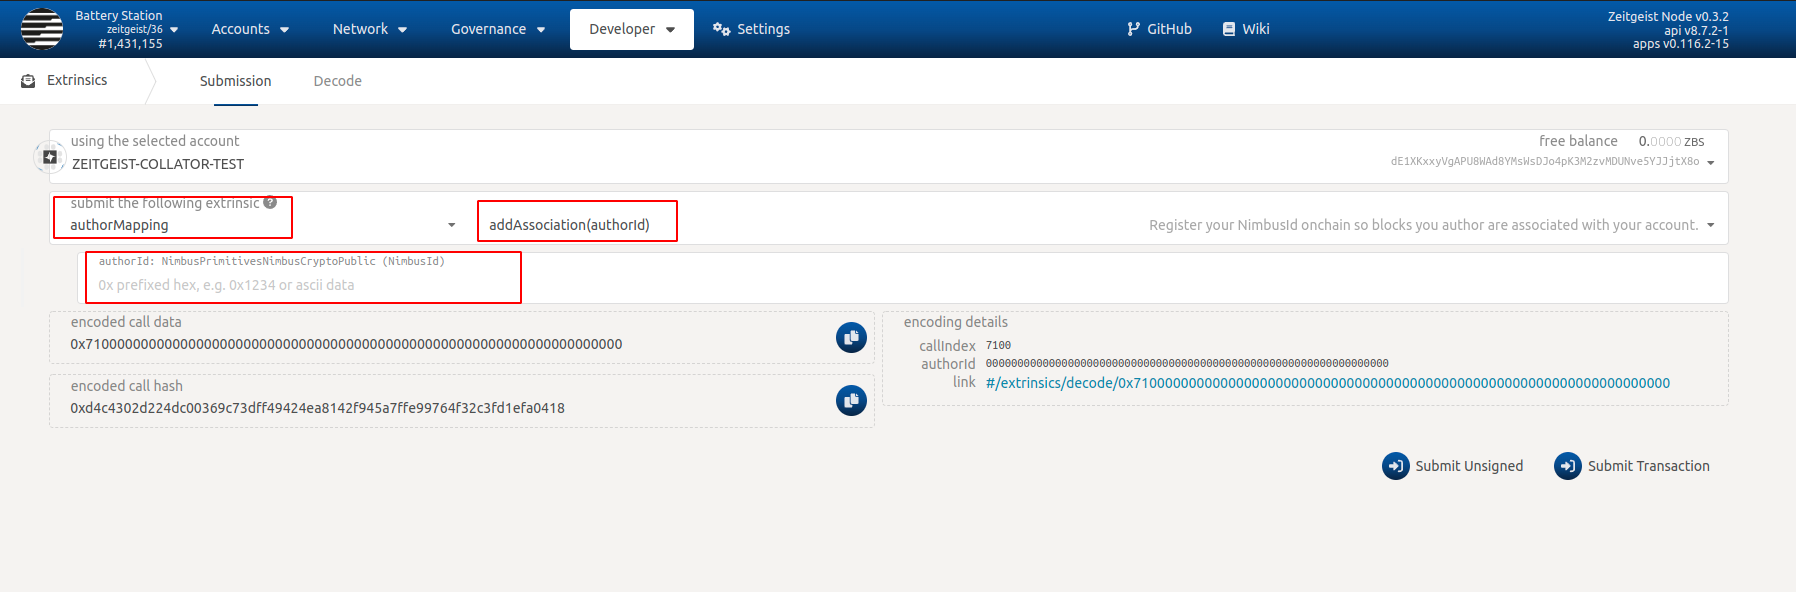 Battery Station
zeitgeist/36
#1,431,155
Accounts
Network
Governance
Developer
Settings
GitHub
Wiki
Zeitgeist Node v0.3.2
api v8.7.2-1
apps v0.116.2-15
Extrinsics
Submission
Decode
using the selected account
ZEITGEIST-COLLATOR-TEST
free balance 0.0000 ZBS
dE1XKxxyVgAPU8WAd8YMsWsDJo4pK3M2zvMDUNve5YJJjtX8o
submit the following extrinsic ?
authorMapping
addAssociation(authorId)
Register your NimbusId onchain so blocks you author are associated with your account.
authorId: NimbusPrimitivesNimbusCryptoPublic (NimbusId)
0x prefixed hex, e.g. 0x1234 or ascii data
encoded call data
0x71000000000000000000000000000000000000000000000000000000000000000000
encoded call hash
0xd4c4302d224dc00369c73dff49424ea8142f945a7ffe99764f32c3fd1efa0418
encoding details
callIndex 7100
authorId 0000000000000000000000000000000000000000000000000000000000000000
link #/extrinsics/decode/0x71000000000000000000000000000000000000000000000000000000000000000000
Submit Unsigned
Submit Transaction